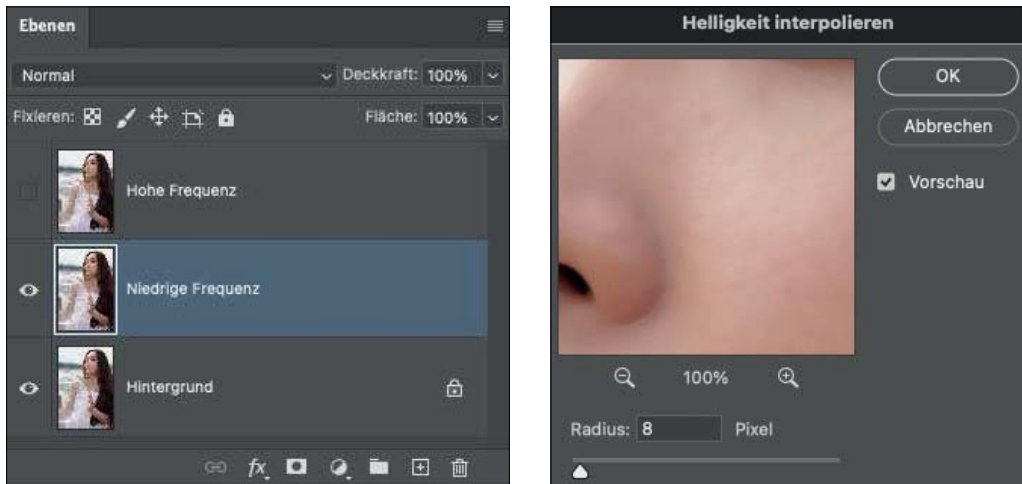 Ebenen
Normal
Deckkraft: 100%
Fixieren:
Fläche: 100%
Hohe Frequenz
Niedrige Frequenz
Hintergrund
fx
Helligkeit interpolieren
OK
Abbrechen
Vorschau
100%
Radius: 8 Pixel